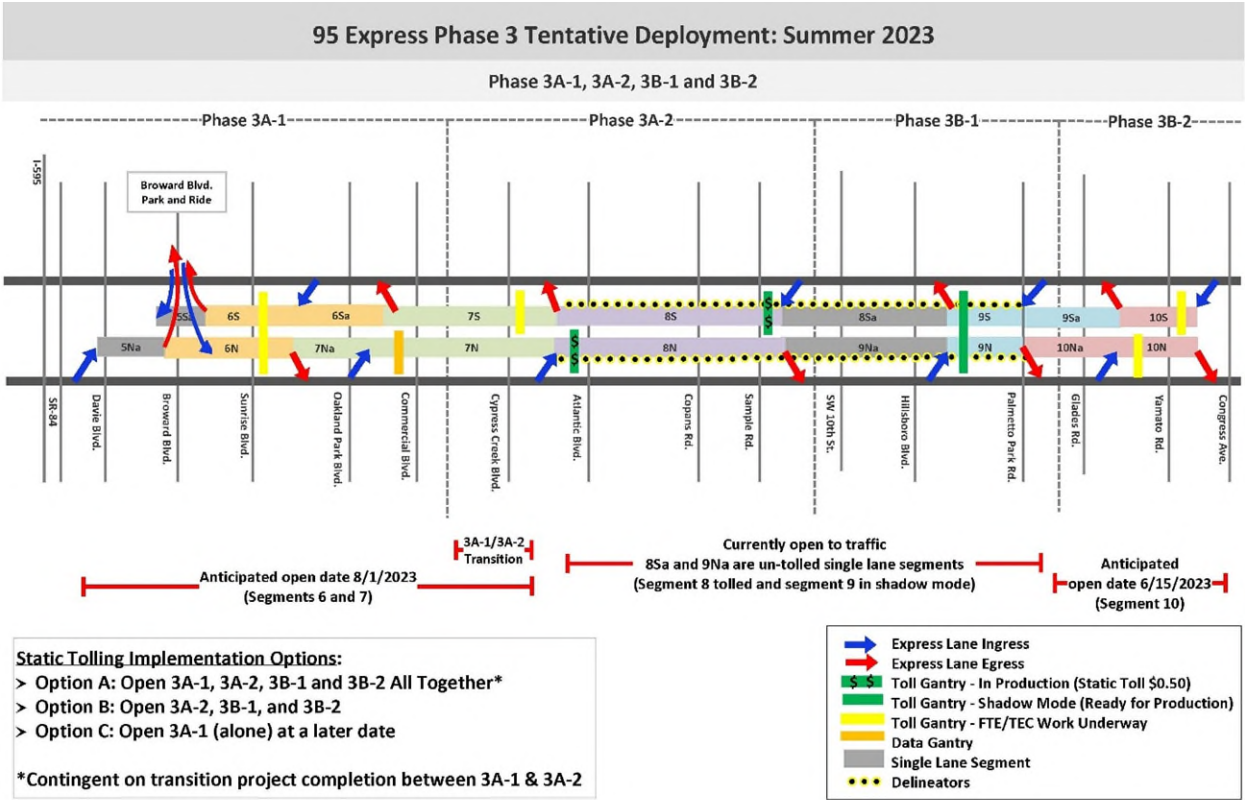 95 Express Phase 3 Tentative Deployment: Summer 2023
Phase 3A-1, 3A-2, 3B-1 and 3B-2
Phase 3A-1
Phase 3A-2
Phase 3B-1
Phase 3B-2
I-595
Broward Blvd.
Park and Ride
6S
6Sa
7S
8S
$
$
8Sa
9S
9Sa
10S
5Na
6N
7Na
7N
$
$
8N
9Na
9N
10Na
10N
SR-84
Davie Blvd.
Broward Blvd.
Sunrise Blvd.
Oakland Park Blvd.
Commercial Blvd.
Cypress Creek Blvd.
Atlantic Blvd.
Copans Rd.
Sample Rd.
SW 10th St.
Hillsboro Blvd.
Palmetto Park Rd.
Glades Rd.
Yamato Rd.
Congress Ave.
3A-1/3A-2
Transition
Anticipated open date 8/1/2023
(Segments 6 and 7)
Currently open to traffic
8Sa and 9Na are un-tolled single lane segments
(Segment 8 tolled and segment 9 in shadow mode)
Anticipated
open date 6/15/2023
(Segment 10)
Static Tolling Implementation Options:
➢ Option A: Open 3A-1, 3A-2, 3B-1 and 3B-2 All Together*
➢ Option B: Open 3A-2, 3B-1, and 3B-2
➢ Option C: Open 3A-1 (alone) at a later date
*Contingent on transition project completion between 3A-1 & 3A-2
Express Lane Ingress
Express Lane Egress
$ $ Toll Gantry - In Production (Static Toll $0.50)
Toll Gantry - Shadow Mode (Ready for Production)
Toll Gantry - FTE/TEC Work Underway
Data Gantry
Single Lane Segment
Delineators